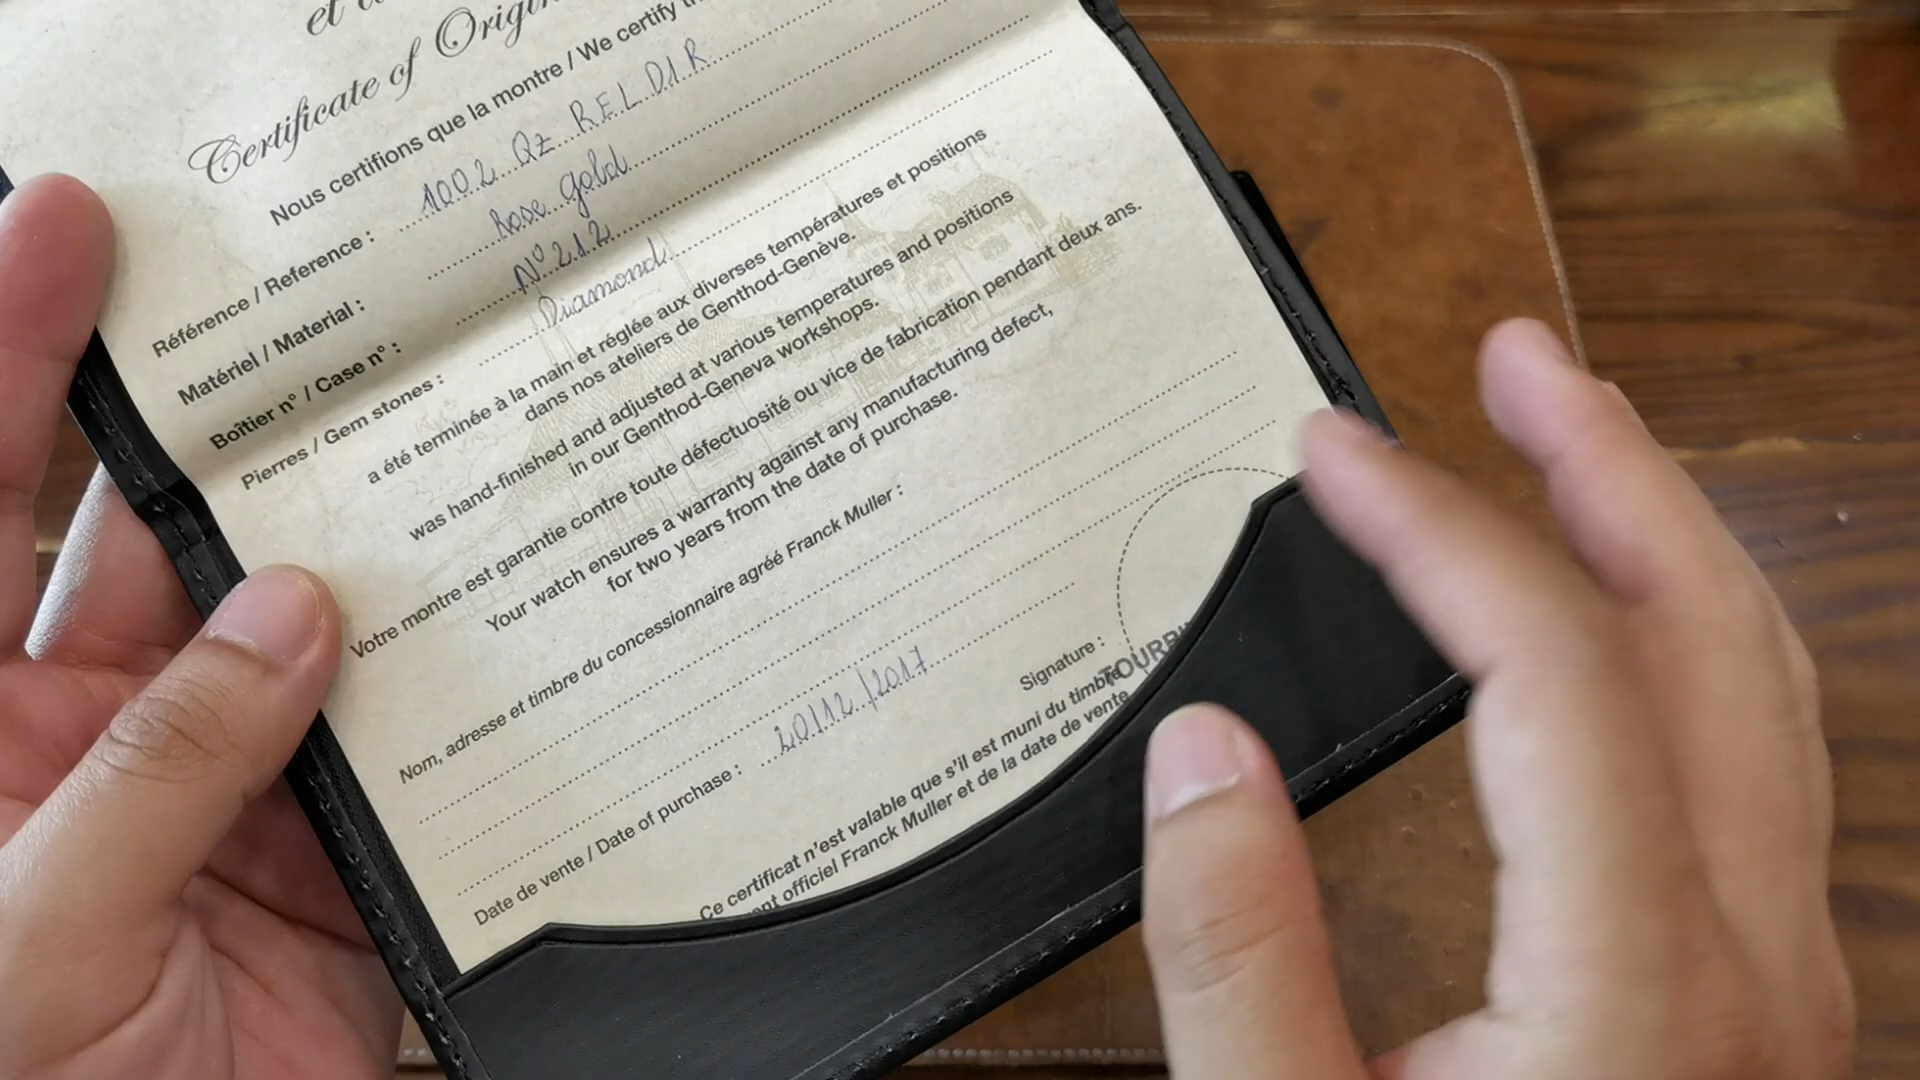 et
Certificate of Origin
Nous certifions que la montre / We certify
Référence / Reference : 1002 QZ REL D1R
Matériel / Material : Rose gold
Boîtier n° / Case n° : N° 212
Pierres / Gem stones : Diamond
a été terminée à la main et réglée aux diverses températures et positions
dans nos ateliers de Genthod-Genève.
was hand-finished and adjusted at various temperatures and positions
in our Genthod-Geneva workshops.
Votre montre est garantie contre toute défectuosité ou vice de fabrication pendant deux ans.
Your watch ensures a warranty against any manufacturing defect,
for two years from the date of purchase.
Nom, adresse et timbre du concessionnaire agréé Franck Muller :
Date de vente / Date of purchase : 20/12/2017
Signature :
Ce certificat n'est valable que s'il est muni du timbre
officiel Franck Muller et de la date de vente